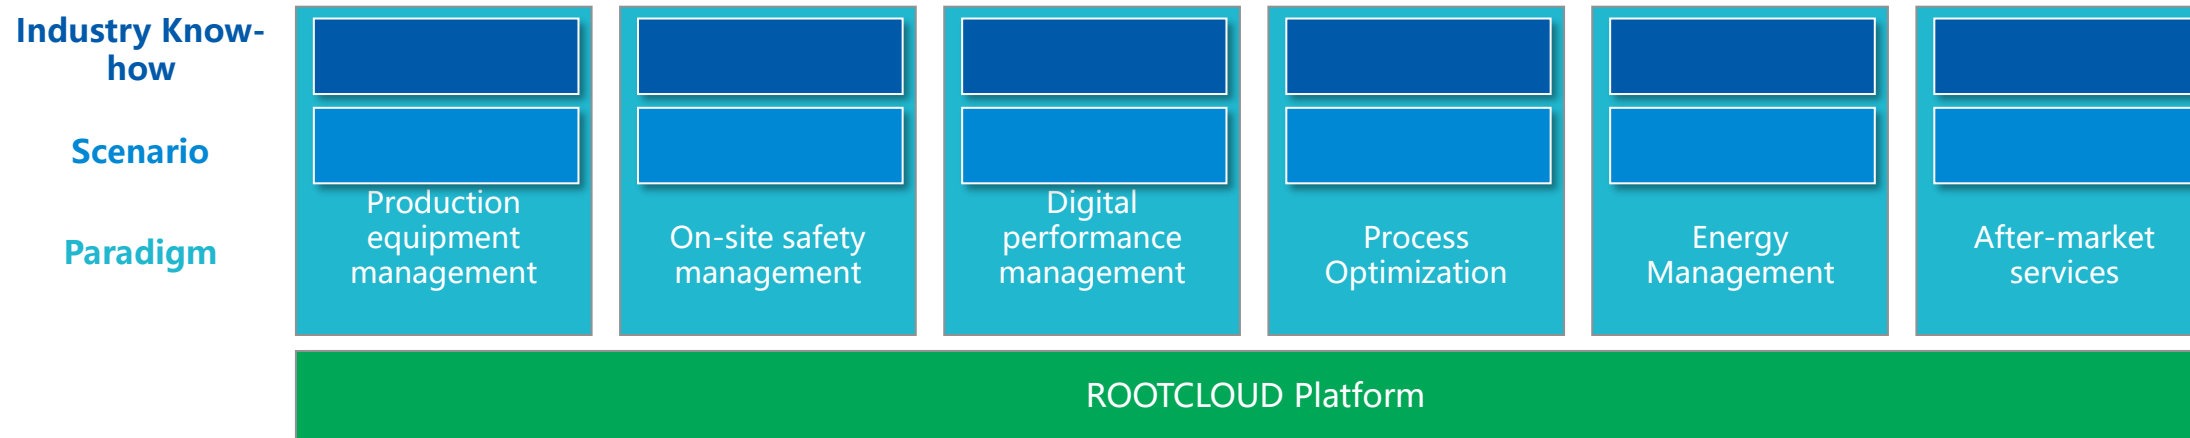 Industry Know-
how
Scenario
Paradigm
Production
equipment
management
On-site safety
management
Digital
performance
management
Process
Optimization
Energy
Management
After-market
services
ROOTCLOUD Platform